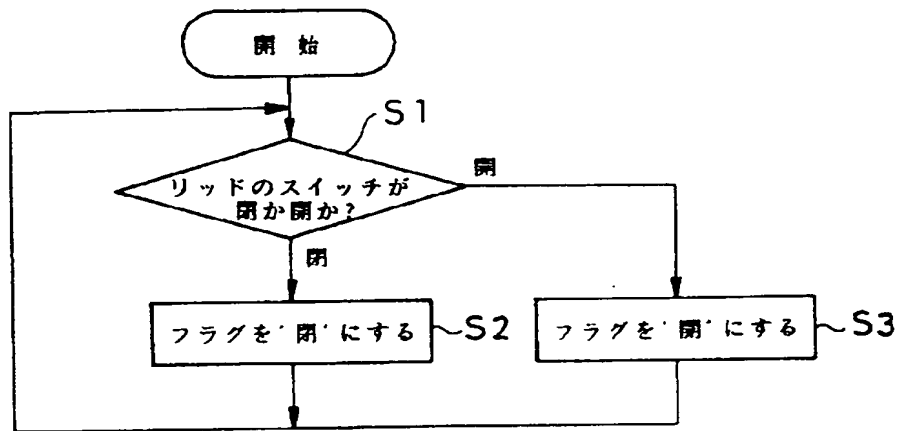 開始
S1
リッドのスイッチが
閉か開か?
開
閉
フラグを'閉'にする
S2
フラグを'開'にする
S3